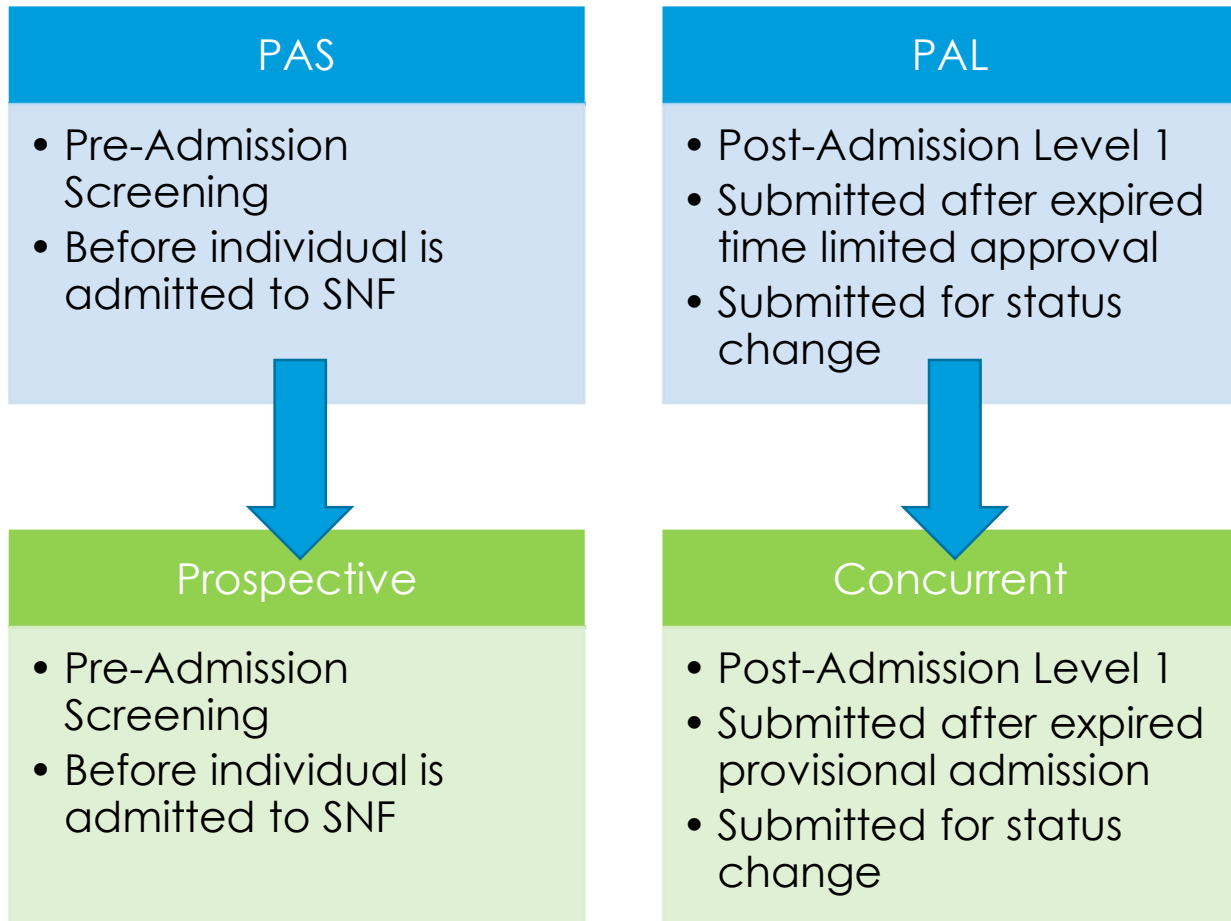 PAS
• Pre-Admission
Screening
• Before individual is
admitted to SNF
PAL
• Post-Admission Level 1
• Submitted after expired
time limited approval
• Submitted for status
change
Prospective
• Pre-Admission
Screening
• Before individual is
admitted to SNF
Concurrent
• Post-Admission Level 1
• Submitted after expired
provisional admission
• Submitted for status
change